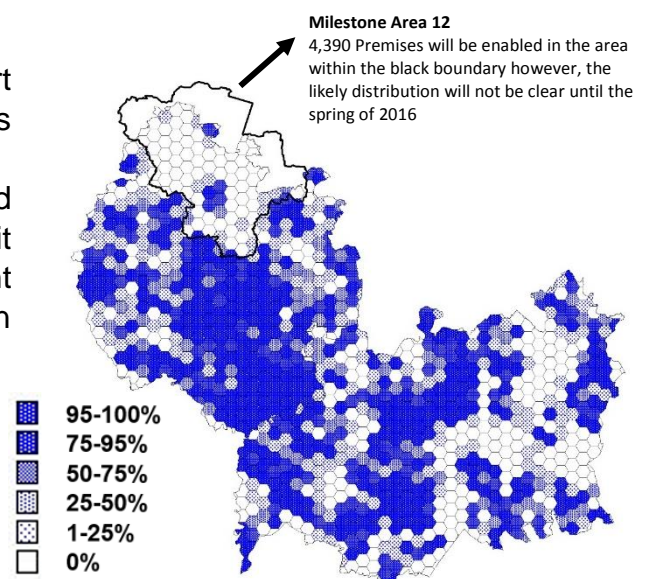 Milestone Area 12
4,390 Premises will be enabled in the area
within the black boundary however, the
likely distribution will not be clear until the
spring of 2016
95-100%
75-95%
50-75%
25-50%
1-25%
0%